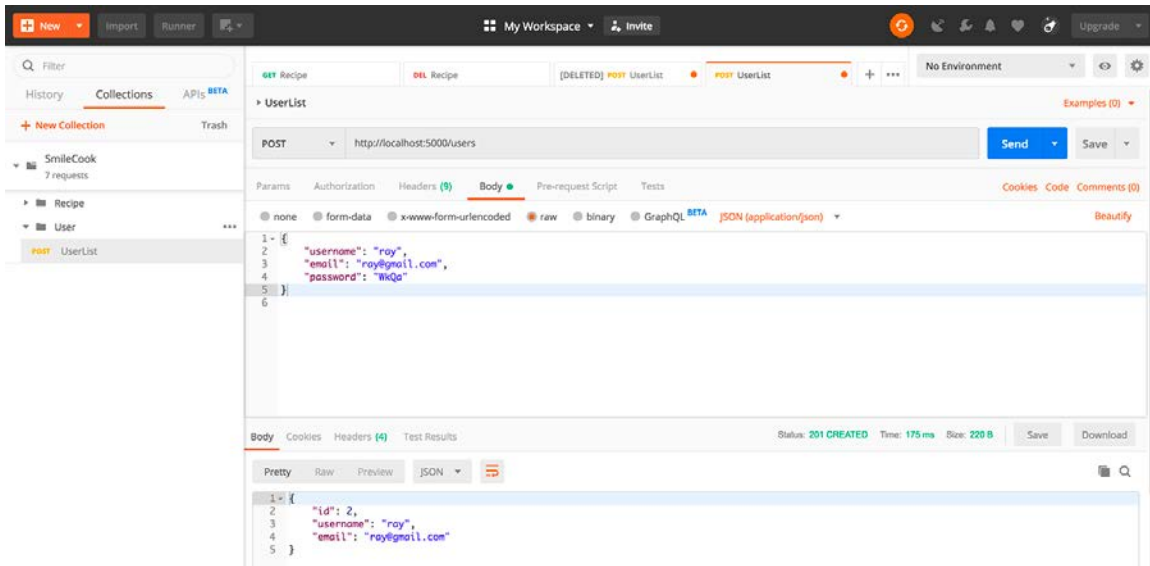 New Import Runner My Workspace Invite Upgrade
Filter
History Collections APIs BETA
+ New Collection Trash
SmileCook
7 requests
Recipe
User
POST UserList
GET Recipe DEL Recipe [DELETED] POST UserList POST UserList + ••• No Environment
UserList Examples (0)
POST http://localhost:5000/users Send Save
Params Authorization Headers (9) Body Pre-request Script Tests Cookies Code Comments (0)
none form-data x-www-form-urlencoded raw binary GraphQL BETA JSON (application/json) Beautify
1 {
2 "username": "ray",
3 "email": "ray@gmail.com",
4 "password": "WkQa"
5 }
6
Body Cookies Headers (4) Test Results Status: 201 CREATED Time: 175 ms Size: 220 B Save Download
Pretty Raw Preview JSON
1 {
2 "id": 2,
3 "username": "ray",
4 "email": "ray@gmail.com"
5 }